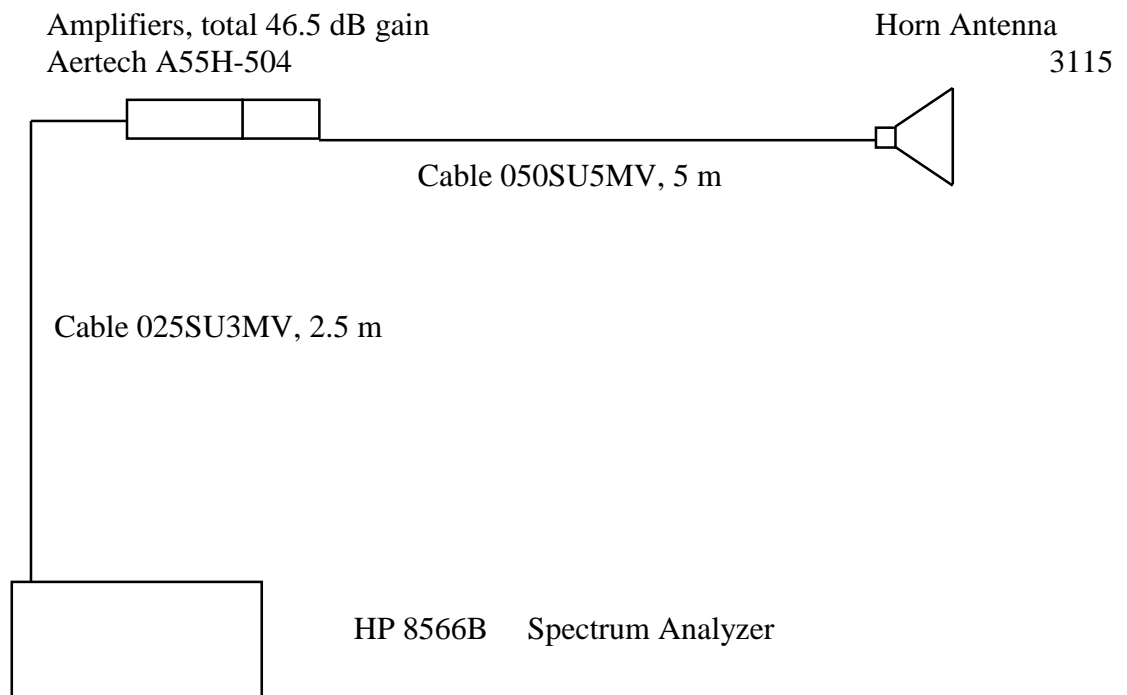 Amplifiers, total 46.5 dB gain
Aertech A55H-504
Horn Antenna
3115
Cable 050SU5MV, 5 m
Cable 025SU3MV, 2.5 m
HP 8566B Spectrum Analyzer